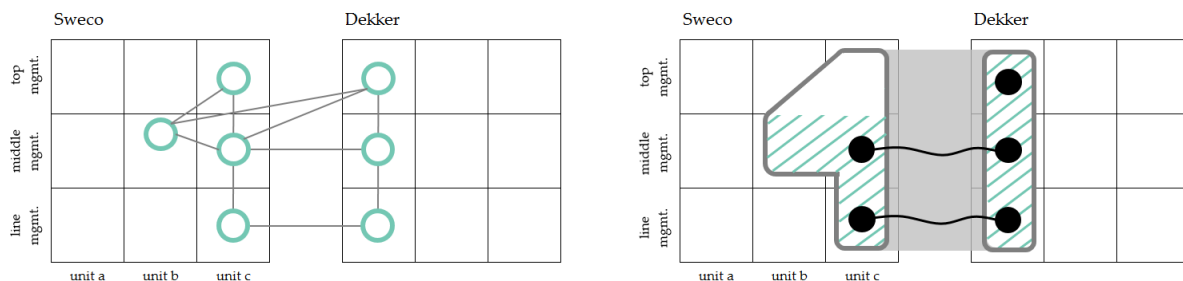 Sweco
Dekker
top
mgmt.
middle
mgmt.
line
mgmt.
unit a
unit b
unit c
Sweco
Dekker
top
mgmt.
middle
mgmt.
line
mgmt.
unit a
unit b
unit c